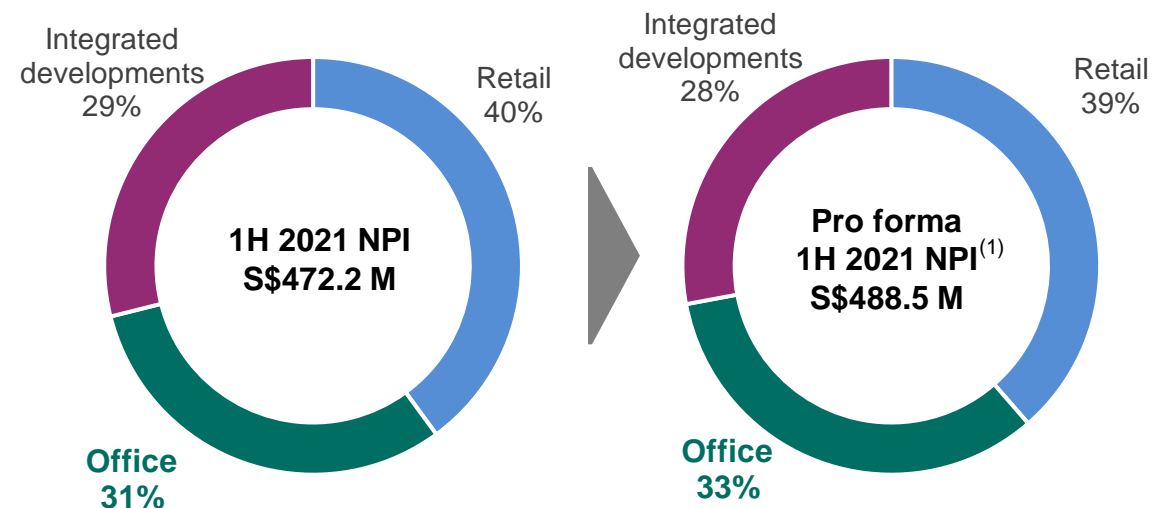 Integrated
developments
29%
Retail
40%
1H 2021 NPI
S$472.2 M
Office
31%
Integrated
developments
28%
Retail
39%
Pro forma
1H 2021 NPI(1)
S$488.5 M
Office
33%